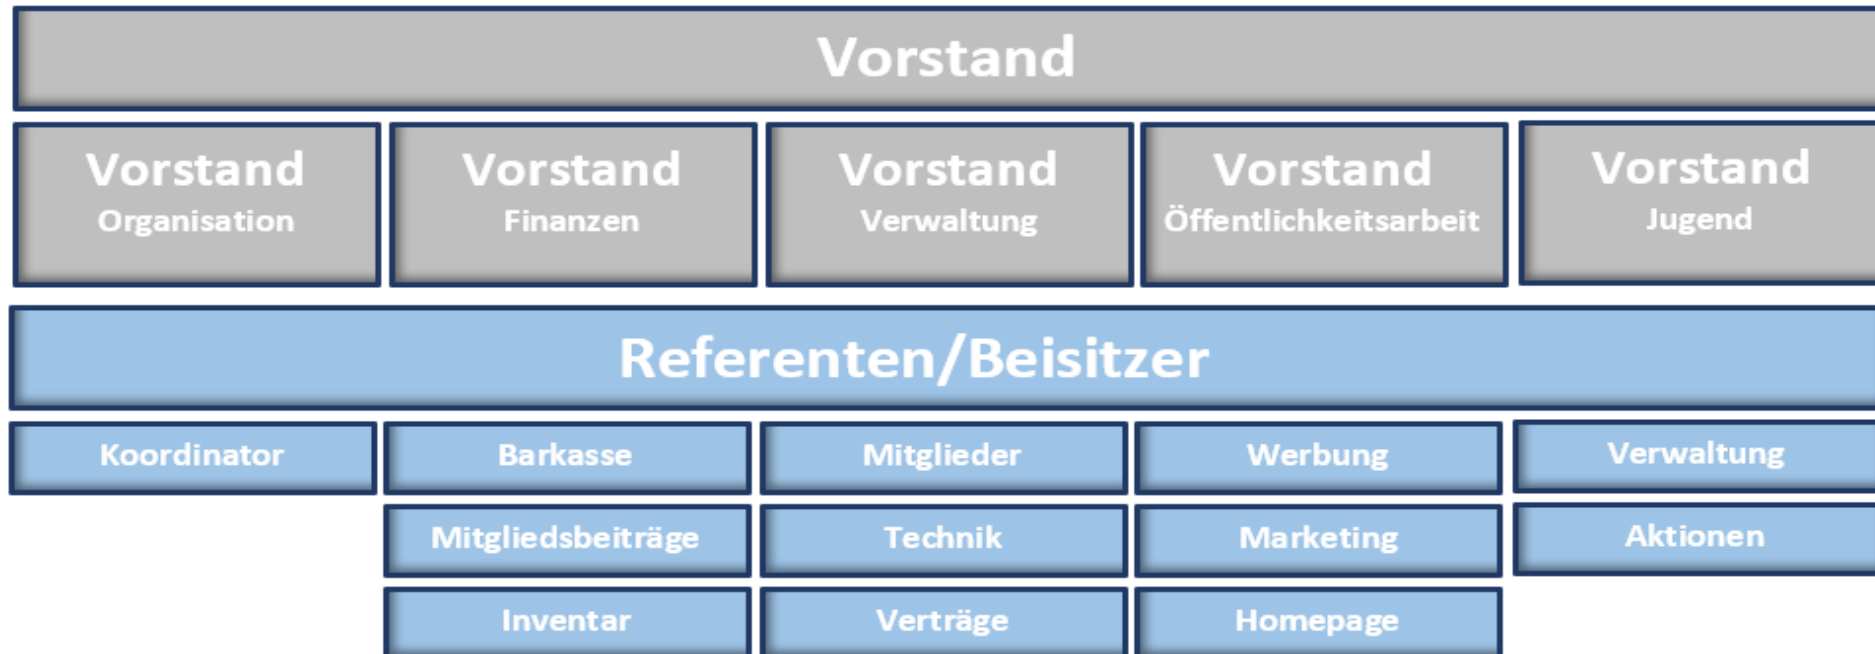 Vorstand
Vorstand Vorstand Vorstand Vorstand Vorstand
Organisation Finanzen Verwaltung Öffentlichkeitsarbeit Jugend
Referenten/Beisitzer
Koordinator Barkasse Mitglieder Werbung Verwaltung
Mitgliedsbeiträge Technik Marketing Aktionen
Inventar Verträge Homepage